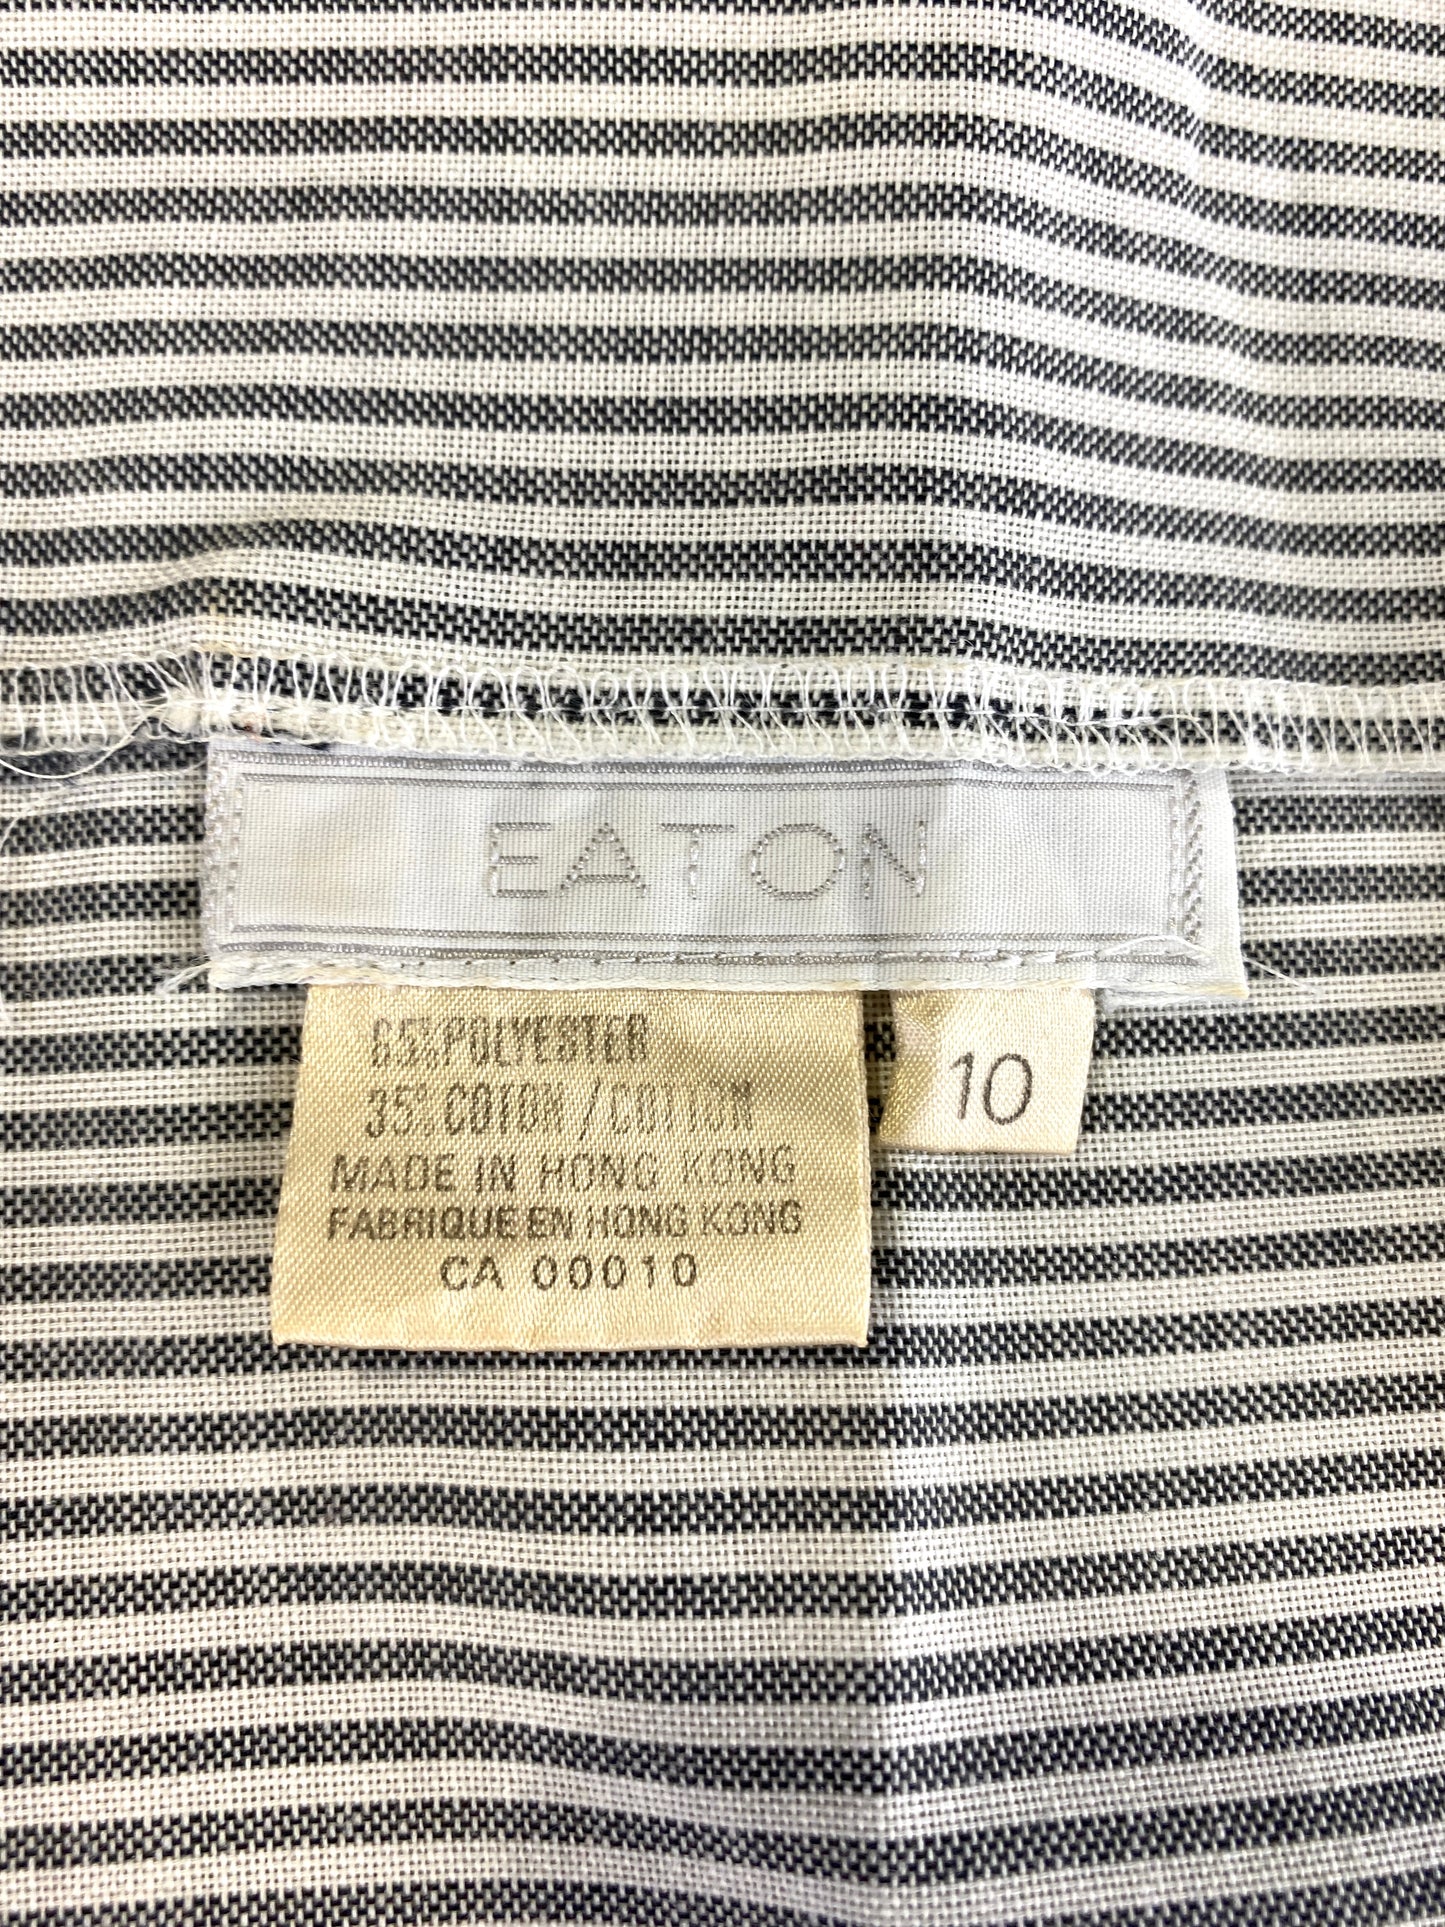 EATON
65% POLYESTER
35% COTON / COTTON
MADE IN HONG KONG
FABRIQUE EN HONG KONG
CA 00010
10